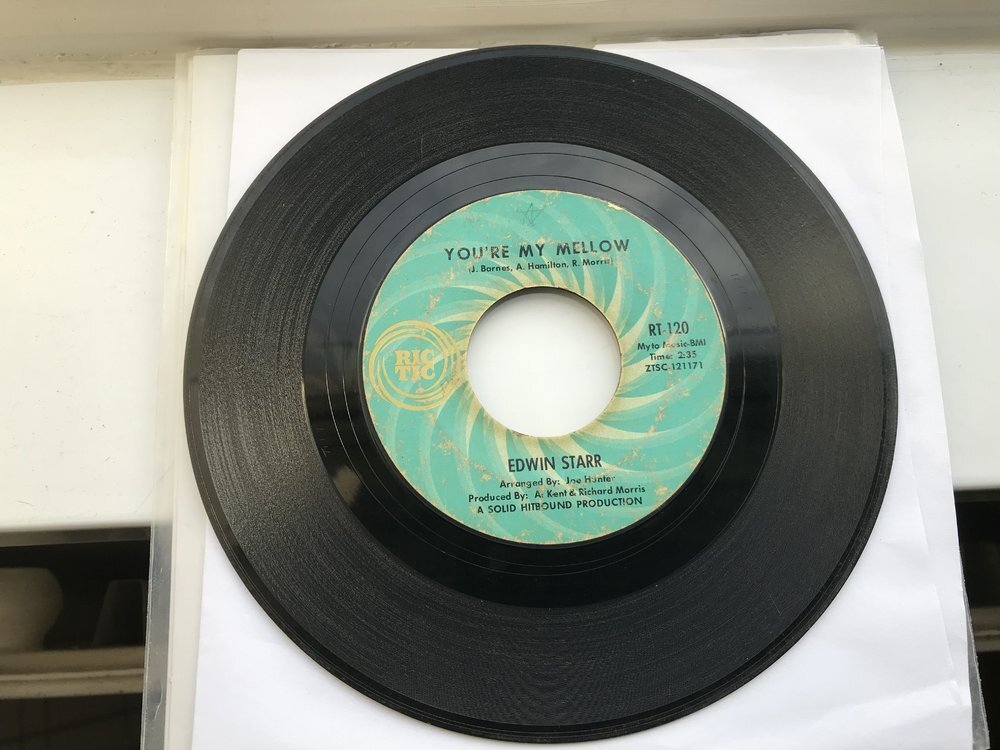 YOU'RE MY MELLOW
(J. Barnes, A. Hamilton, R. Morris)
RIC
TIC
RT-120
Myto Music-BMI
Time: 2:35
ZTSC-121171
EDWIN STARR
Arranged By: Joe Hunter
Produced By: A. Kent & Richard Morris
A SOLID HITBOUND PRODUCTION